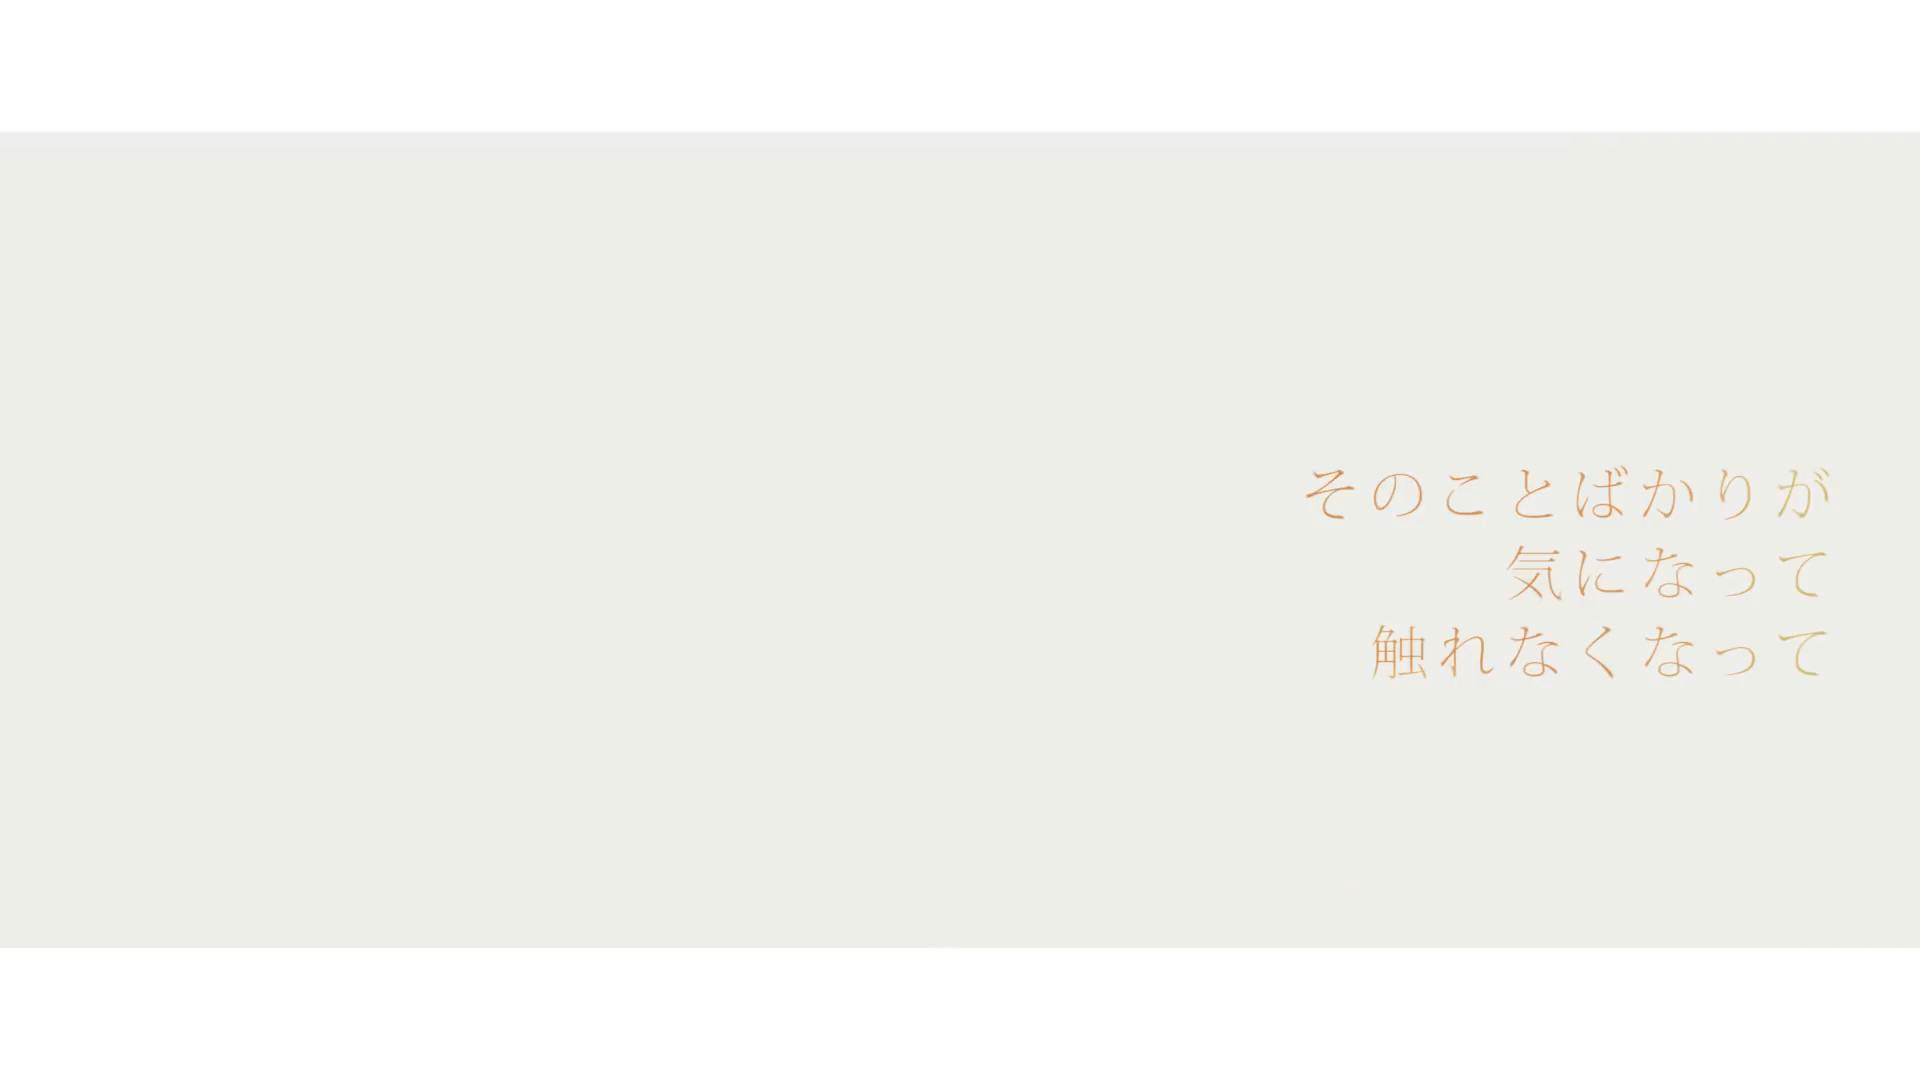 そのことばかりが
気になって
触れなくなって